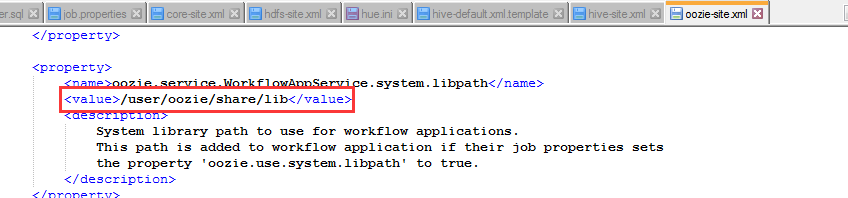 er.sql job.properties core-site.xml hdfs-site.xml hue.ini hive-default.xml.template hive-site.xml oozie-site.xml
</property>
<property>
<name>oozie.service.WorkflowAppService.system.libpath</name>
<value>/user/oozie/share/lib</value>
<description>
System library path to use for workflow applications.
This path is added to workflow application if their job properties sets
the property 'oozie.use.system.libpath' to true.
</description>
</property>